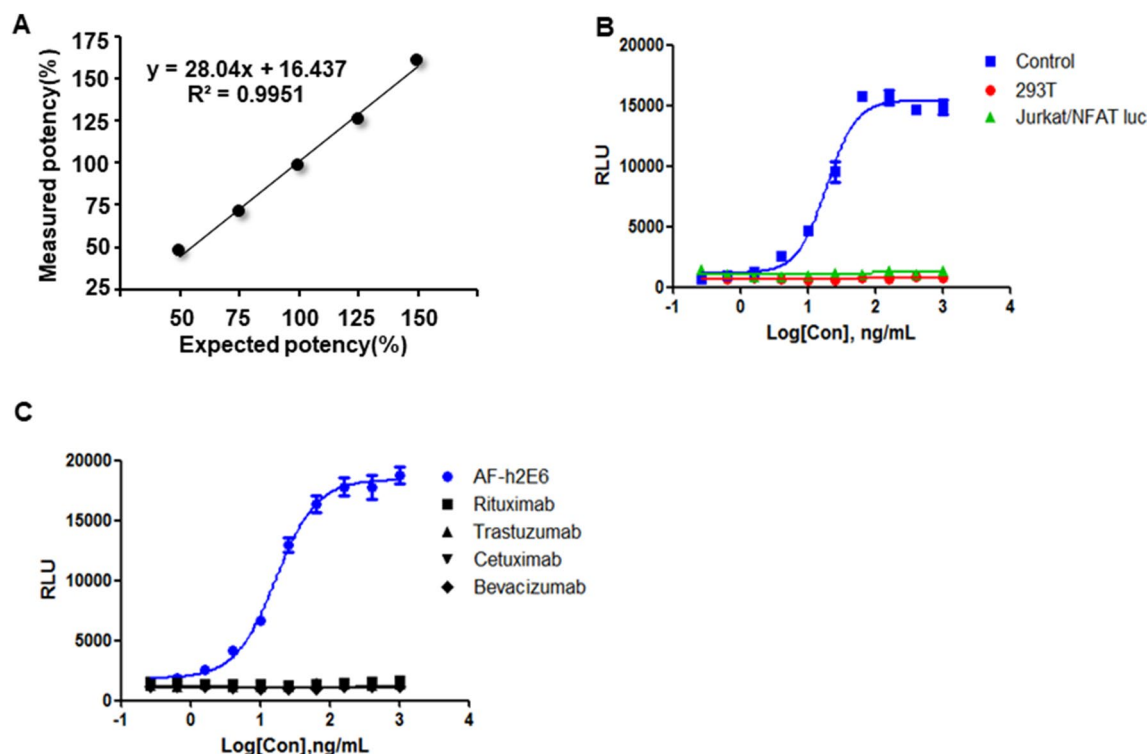 A
175
150
125
100
75
50
25
y = 28.04x + 16.437
R² = 0.9951
Measured potency(%)
50 75 100 125 150
Expected potency(%)
B
20000
15000
10000
5000
0
RLU
-1 0 1 2 3 4
Log[Con], ng/mL
Control
293T
Jurkat/NFAT luc
C
20000
15000
10000
5000
0
RLU
-1 0 1 2 3 4
Log[Con],ng/mL
AF-h2E6
Rituximab
Trastuzumab
Cetuximab
Bevacizumab